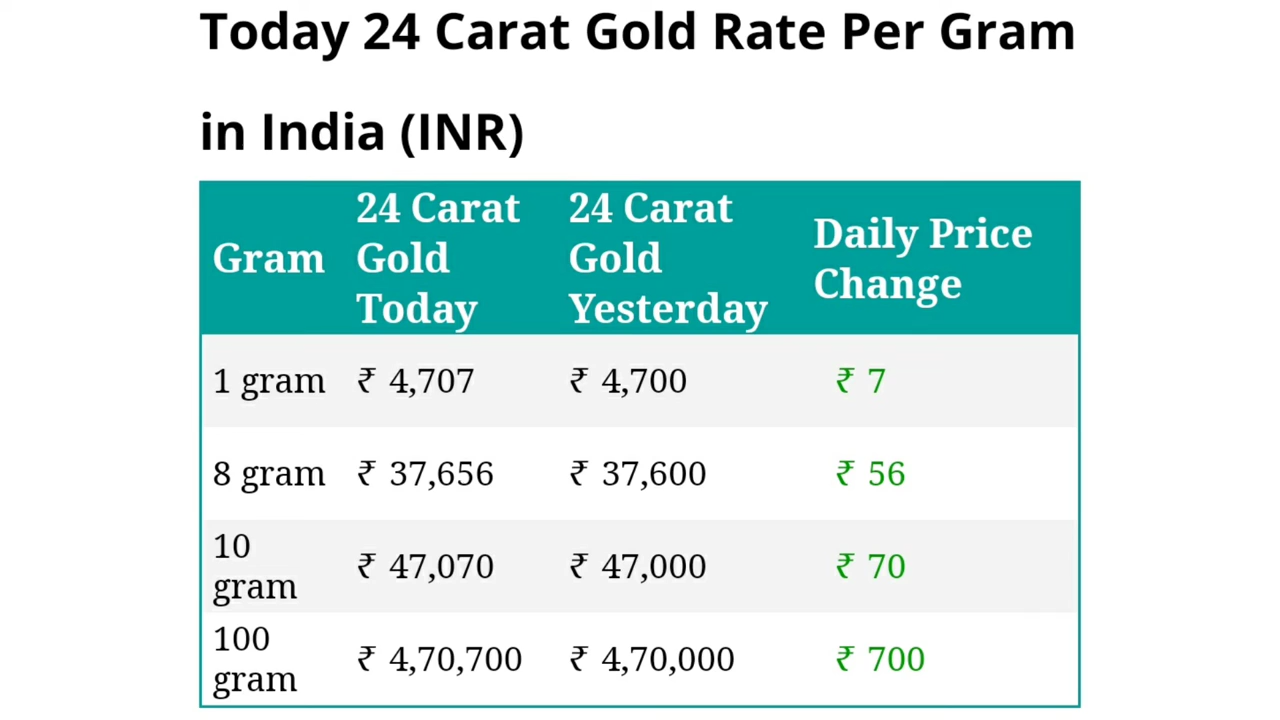 Today 24 Carat Gold Rate Per Gram
in India (INR)
Gram
24 Carat
Gold
Today
24 Carat
Gold
Yesterday
Daily Price
Change
1 gram ₹ 4,707 ₹ 4,700 ₹ 7
8 gram ₹ 37,656 ₹ 37,600 ₹ 56
10
gram ₹ 47,070 ₹ 47,000 ₹ 70
100
gram ₹ 4,70,700 ₹ 4,70,000 ₹ 700